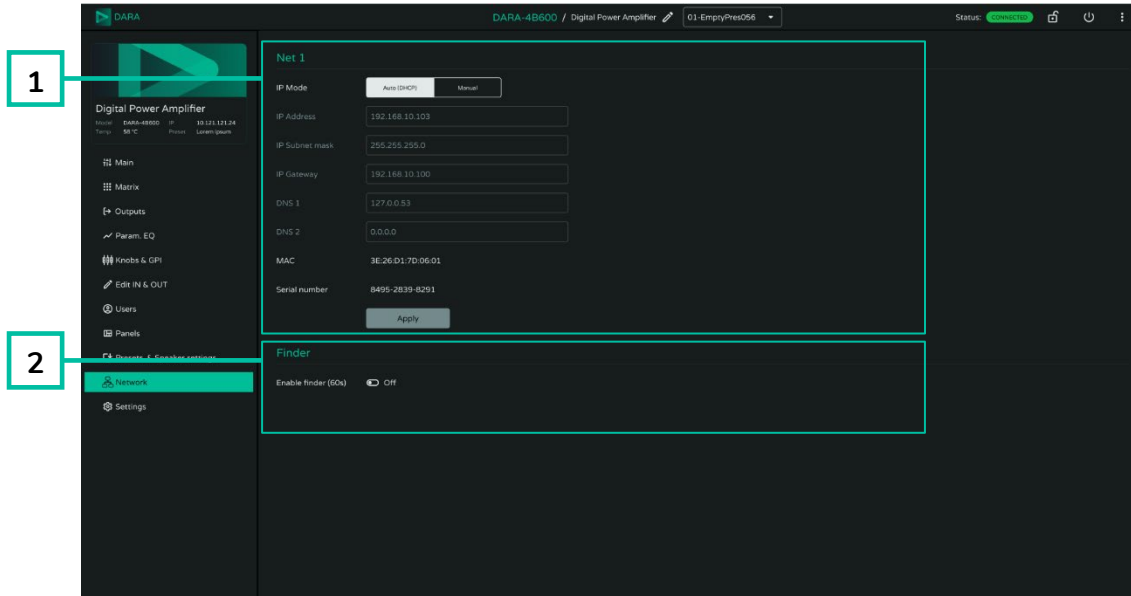 DARA
DARA-4B600 / Digital Power Amplifier
01-EmptyPres056
Status: CONNECTED
1
Digital Power Amplifier
Model DARA-4B600 IP 10.121.121.24
Temp 58 °C Preset Lorem ipsum
Main
Matrix
Outputs
Param. EQ
Knobs & GPI
Edit IN & OUT
Users
Panels
Presets & Speaker settings
Network
Settings
Net 1
IP Mode Auto (DHCP) Manual
IP Address 192.168.10.103
IP Subnet mask 255.255.255.0
IP Gateway 192.168.10.100
DNS 1 127.0.0.53
DNS 2 0.0.0.0
MAC 3E:26:D1:7D:06:01
Serial number 8495-2839-8291
Apply
2
Finder
Enable finder (60s) Off